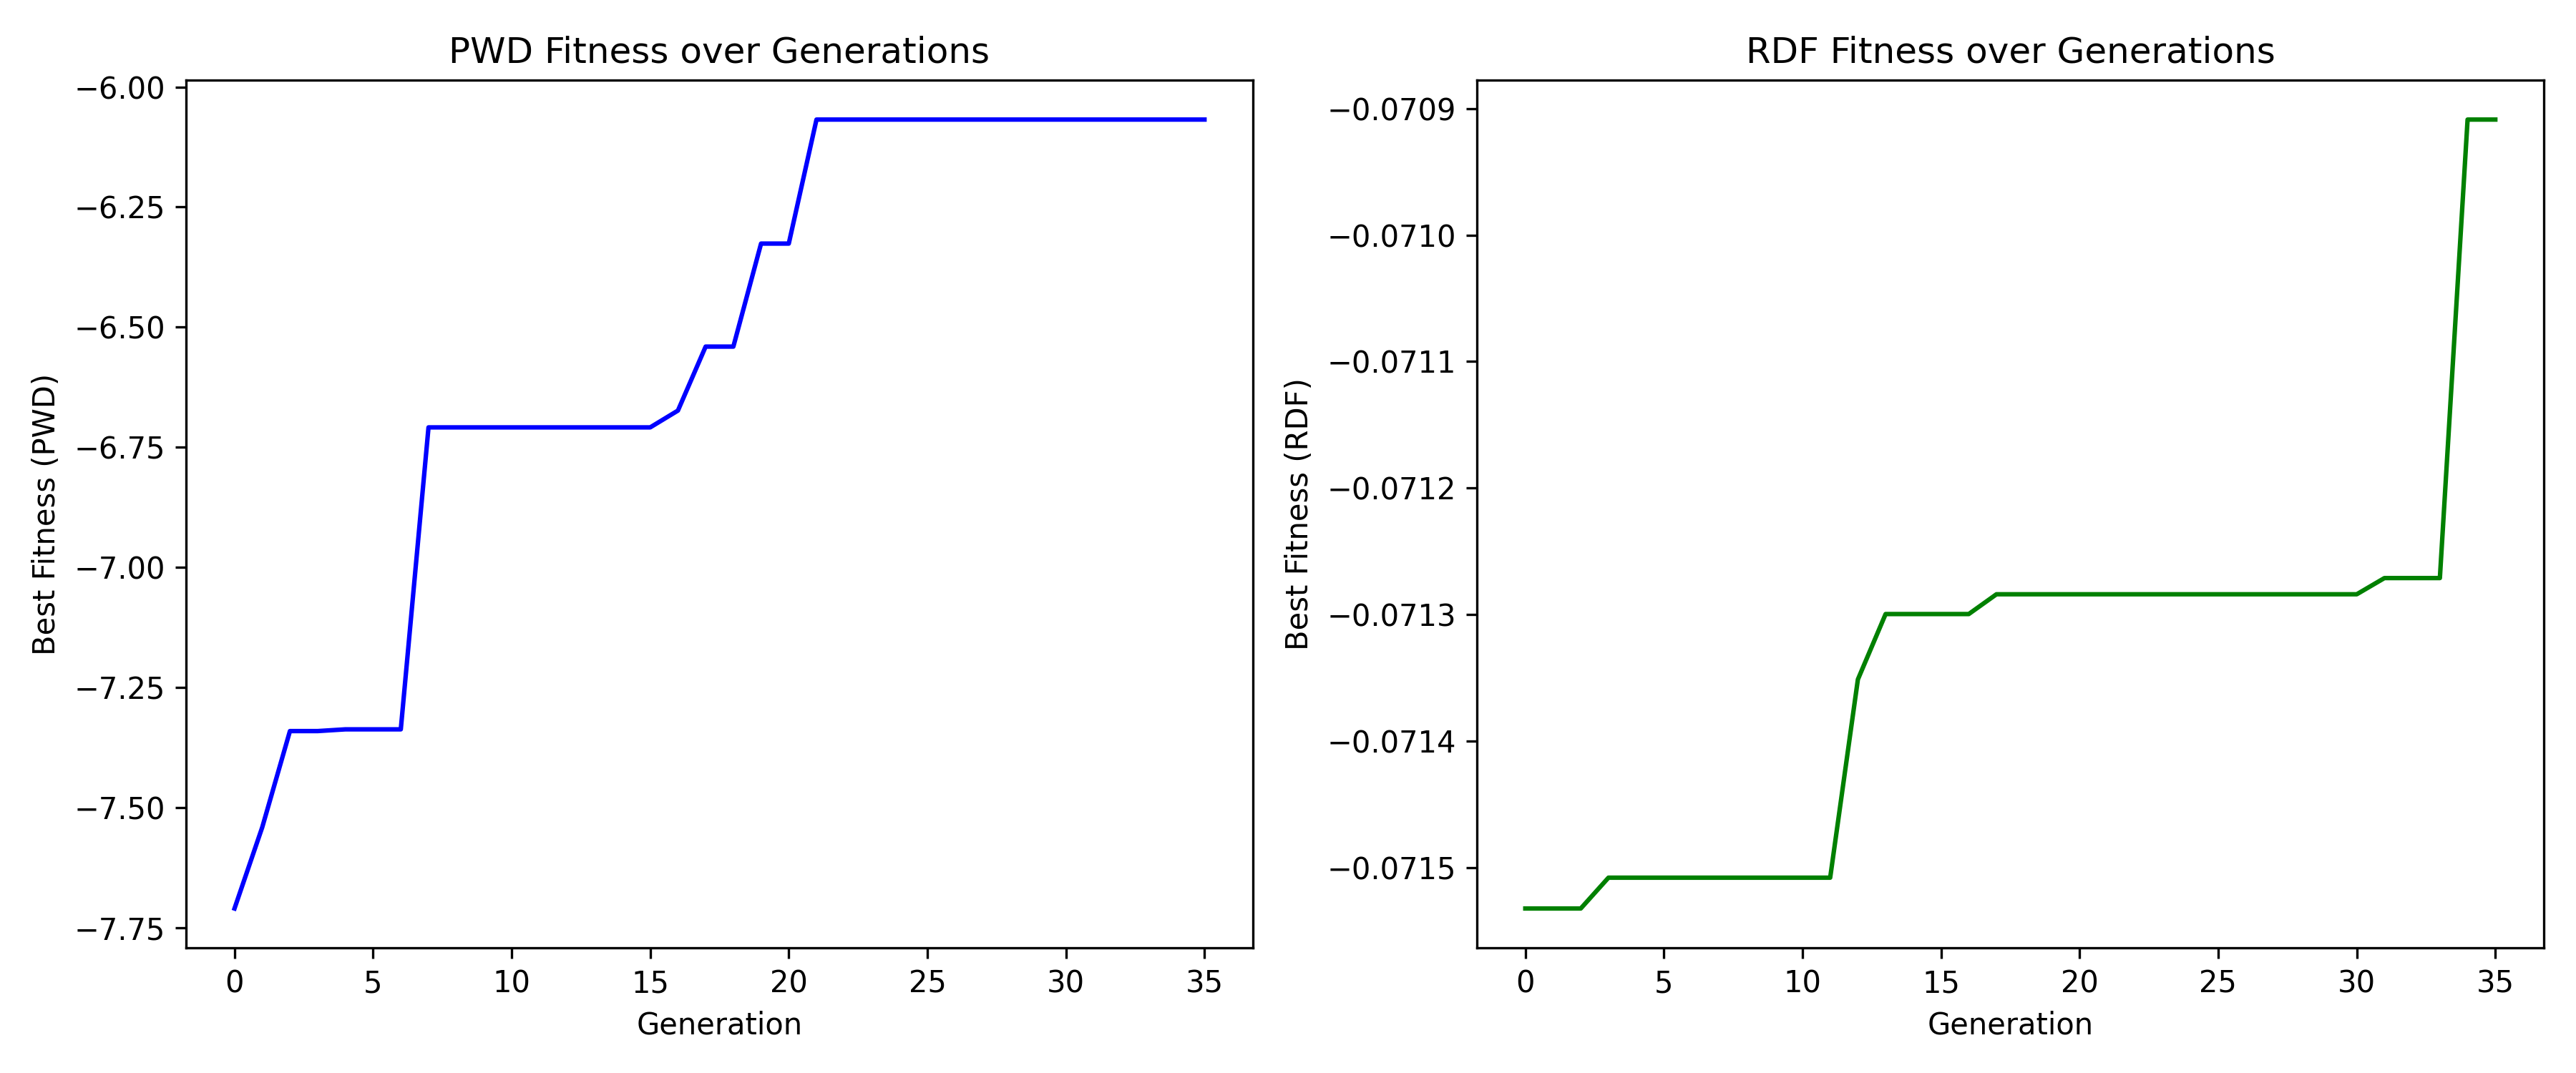 PWD Fitness over Generations
Best Fitness (PWD)
−6.00
−6.25
−6.50
−6.75
−7.00
−7.25
−7.50
−7.75
0 5 10 15 20 25 30 35
Generation
RDF Fitness over Generations
Best Fitness (RDF)
−0.0709
−0.0710
−0.0711
−0.0712
−0.0713
−0.0714
−0.0715
0 5 10 15 20 25 30 35
Generation